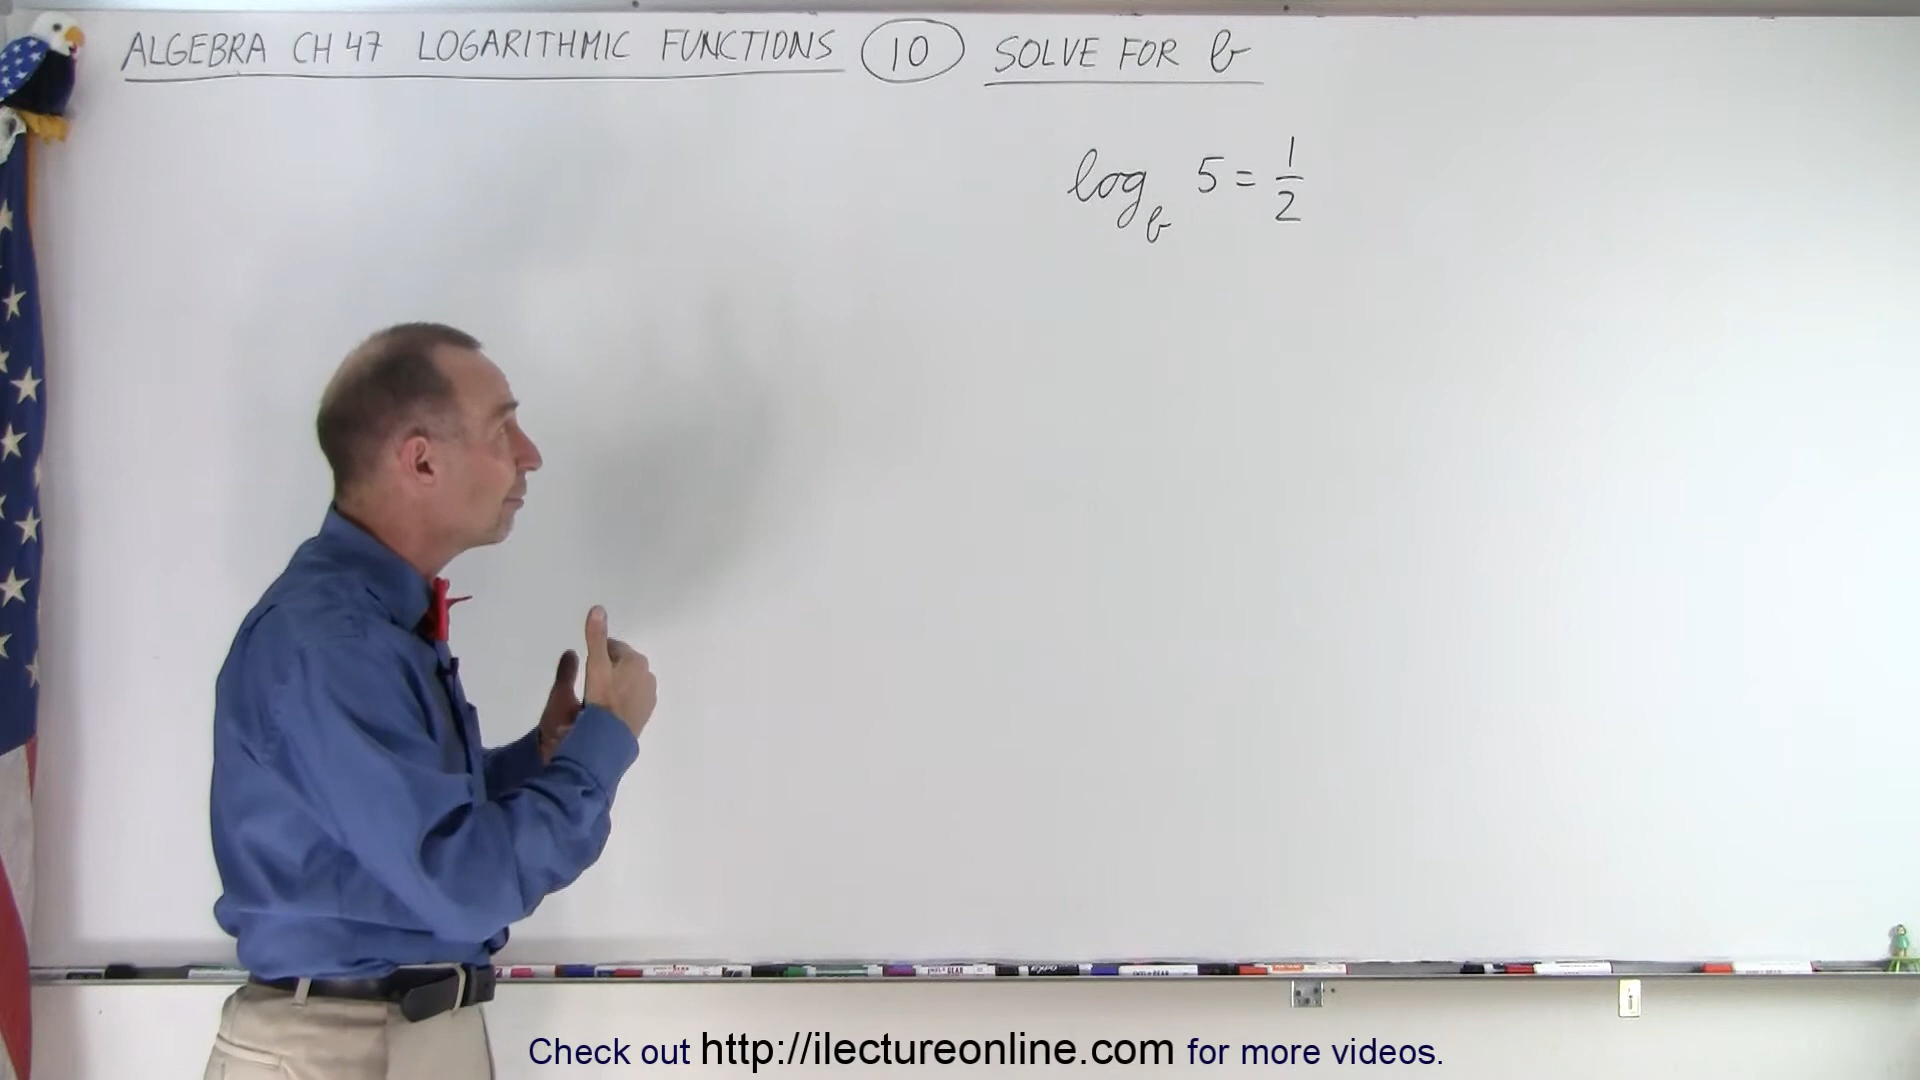 ALGEBRA CH 47 LOGARITHMIC FUNCTIONS 10 SOLVE FOR b
log_b 5 = 1/2
Check out http://ilectureonline.com for more videos.